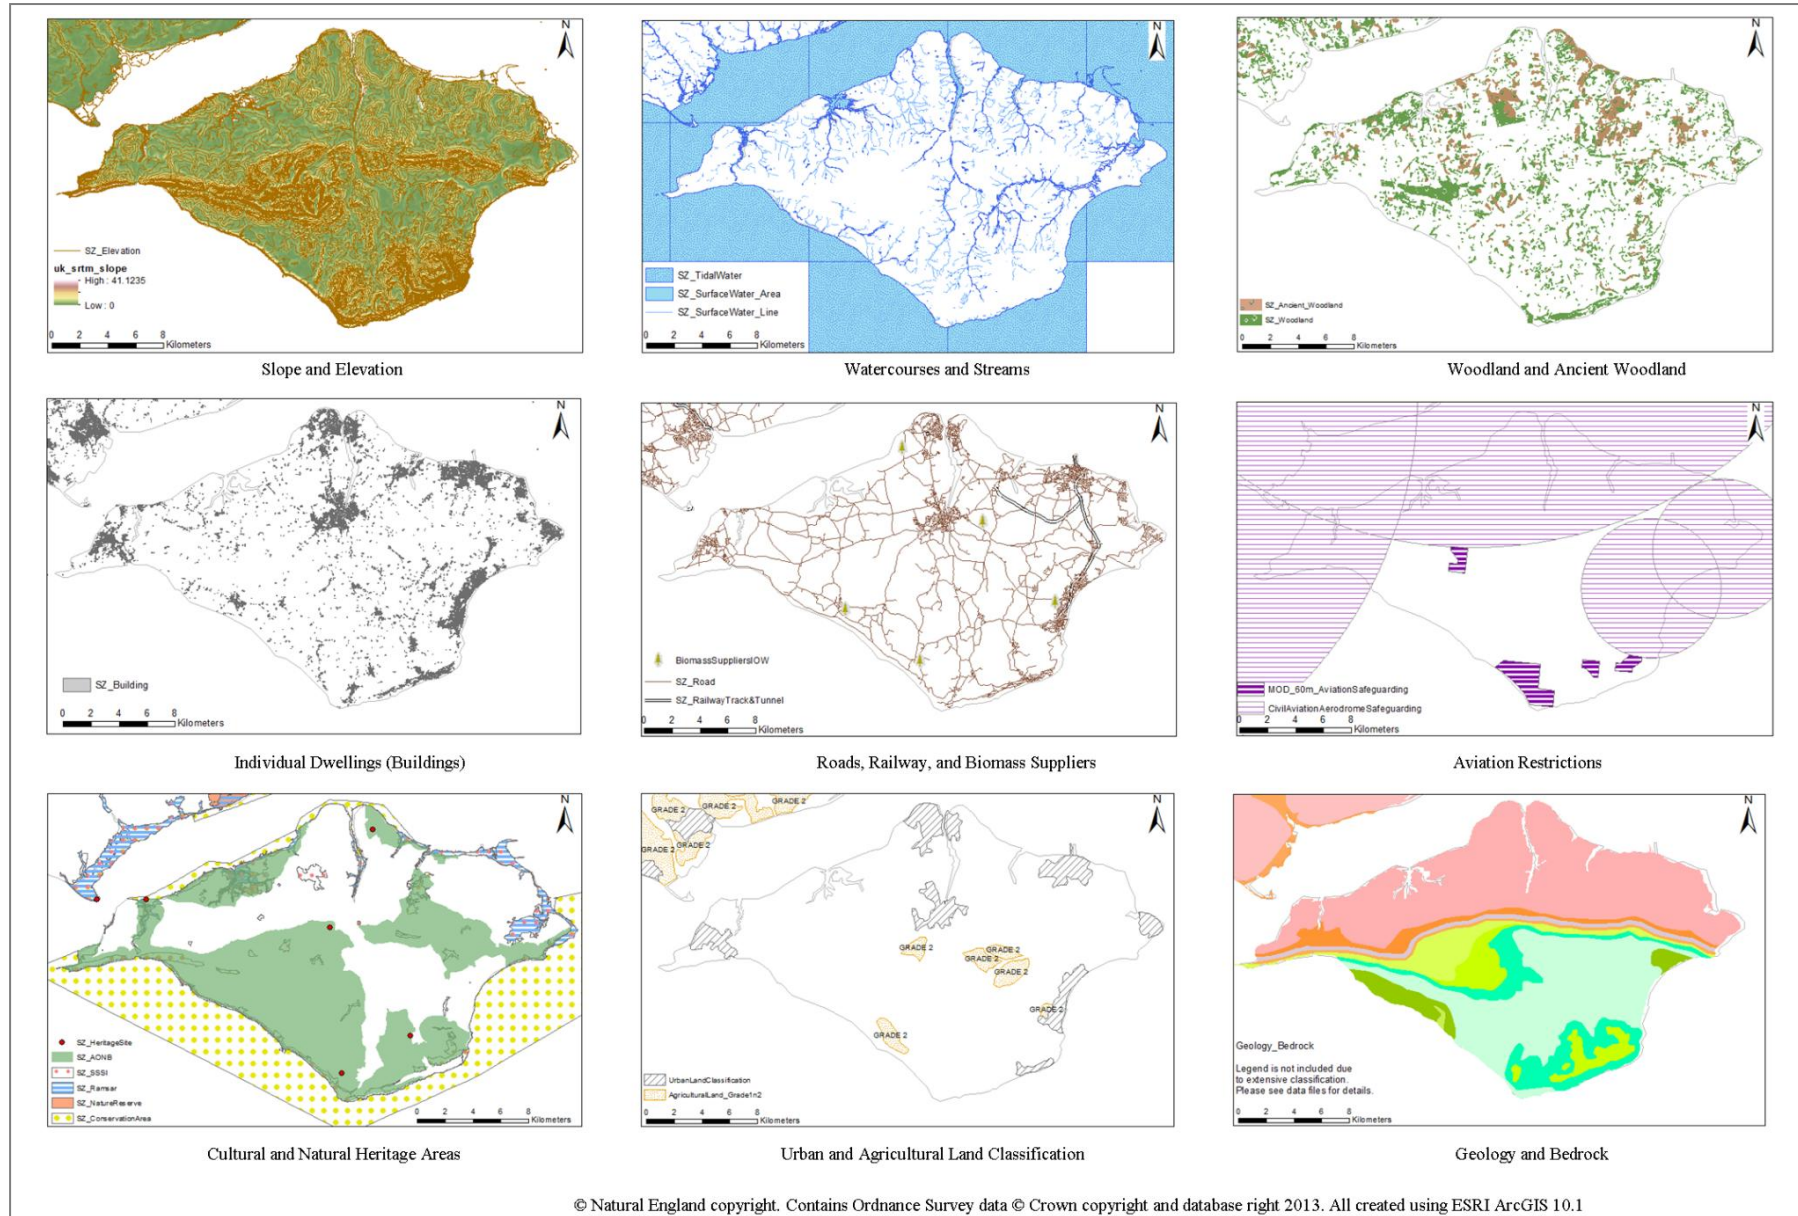 N
SZ_Elevation
uk_srtm_slope
High : 41.1235
Low : 0
0 2 4 6 8
Kilometers
Slope and Elevation
N
SZ_TidalWater
SZ_SurfaceWater_Area
SZ_SurfaceWater_Line
0 2 4 6 8
Kilometers
Watercourses and Streams
N
SZ_Ancient_Woodland
SZ_Woodland
0 2 4 6 8
Kilometers
Woodland and Ancient Woodland
N
SZ_Building
0 2 4 6 8
Kilometers
Individual Dwellings (Buildings)
N
BiomassSuppliersIOW
SZ_Road
SZ_RailwayTrack&Tunnel
0 2 4 6 8
Kilometers
Roads, Railway, and Biomass Suppliers
N
MOD_60m_AviationSafeguarding
CivilAviationAerodromeSafeguarding
0 2 4 6 8
Kilometers
Aviation Restrictions
N
SZ_HeritageSite
SZ_AONB
SZ_SSSI
SZ_Ramsar
SZ_NatureReserve
SZ_ConservationArea
0 2 4 6 8
Kilometers
Cultural and Natural Heritage Areas
N
GRADE 2 GRADE 2 GRADE 2
GRADE 2 GRADE 2
GRADE 2 GRADE 2
GRADE 2
GRADE 2
GRADE 2
GRADE 2
UrbanLandClassification
AgriculturalLand_Grade1n2
0 2 4 6 8
Kilometers
Urban and Agricultural Land Classification
N
Geology_Bedrock
Legend is not included due
to extensive classification.
Please see data files for details.
0 2 4 6 8
Kilometers
Geology and Bedrock
© Natural England copyright. Contains Ordnance Survey data © Crown copyright and database right 2013. All created using ESRI ArcGIS 10.1